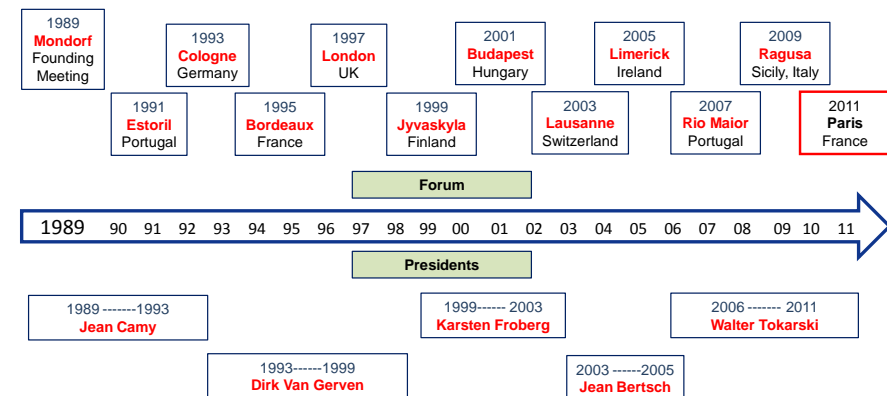 1989
Mondorf
Founding
Meeting
1993
Cologne
Germany
1997
London
UK
2001
Budapest
Hungary
2005
Limerick
Ireland
2009
Ragusa
Sicily, Italy
1991
Estoril
Portugal
1995
Bordeaux
France
1999
Jyvaskyla
Finland
2003
Lausanne
Switzerland
2007
Rio Maior
Portugal
2011
Paris
France
Forum
1989 90 91 92 93 94 95 96 97 98 99 00 01 02 03 04 05 06 07 08 09 10 11
Presidents
1989 -------1993
Jean Camy
1999------ 2003
Karsten Froberg
2006 ------- 2011
Walter Tokarski
1993------1999
Dirk Van Gerven
2003 ------2005
Jean Bertsch